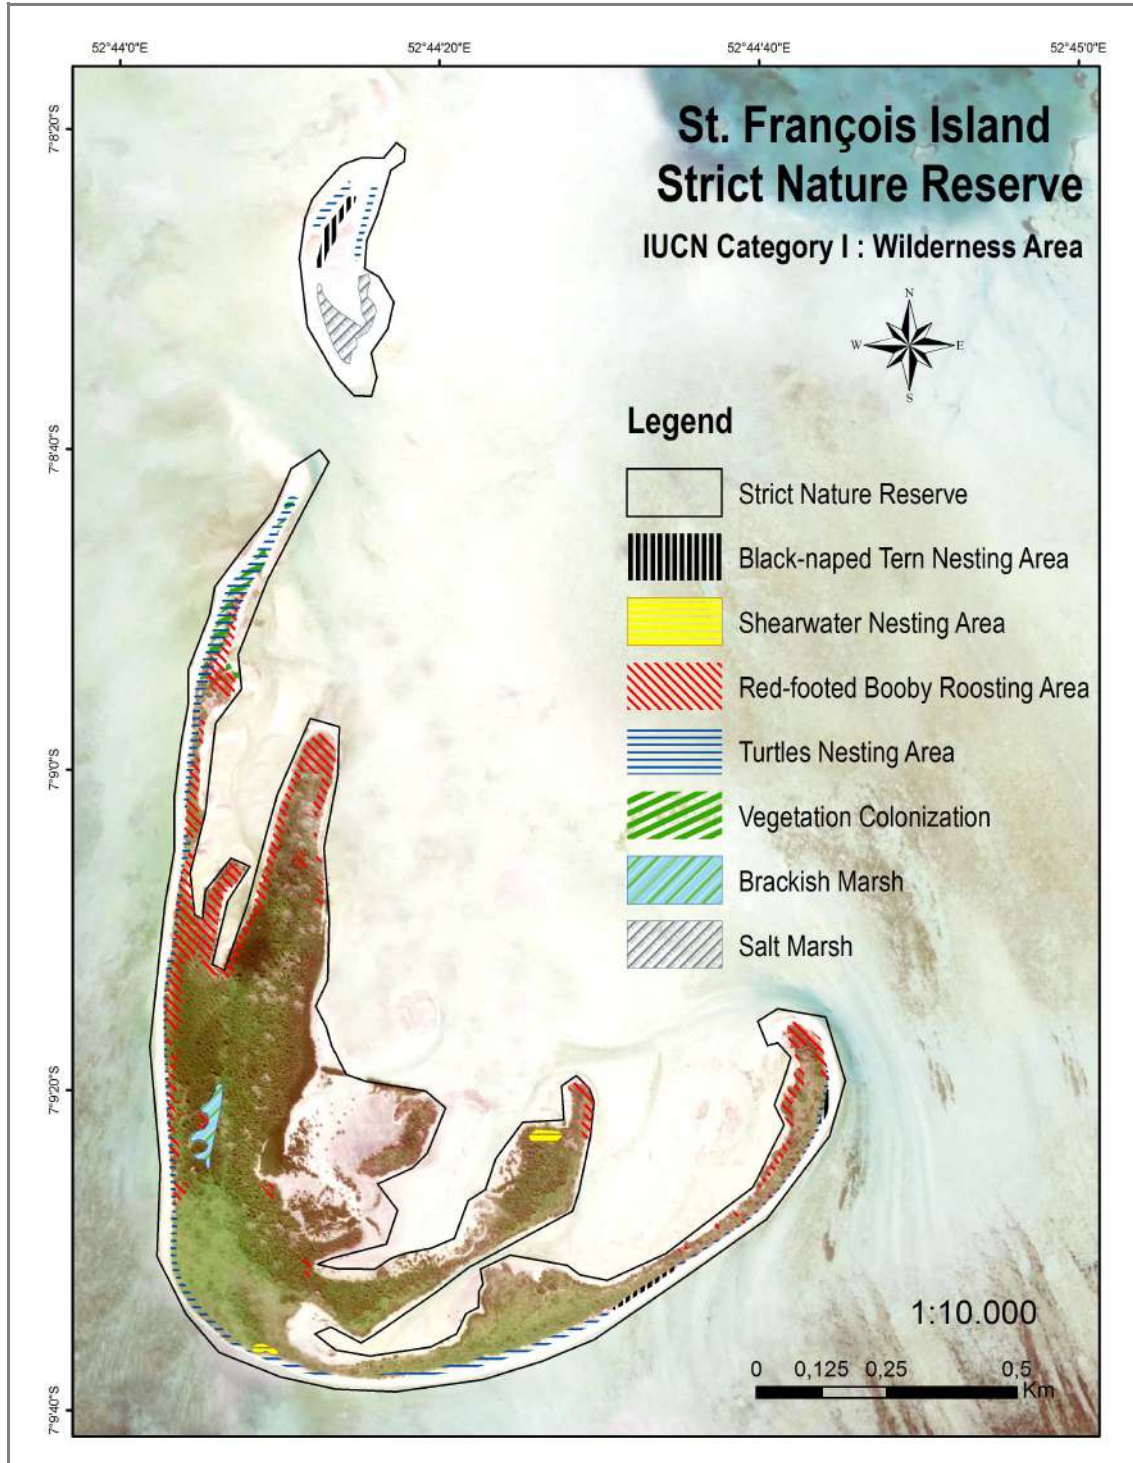 52°44'0"E
52°44'20"E
52°44'40"E
52°45'0"E
7°8'20"S
7°8'40"S
7°9'0"S
7°9'20"S
7°9'40"S
St. François Island
Strict Nature Reserve
IUCN Category I : Wilderness Area
N
W
E
S
Legend
Strict Nature Reserve
Black-naped Tern Nesting Area
Shearwater Nesting Area
Red-footed Booby Roosting Area
Turtles Nesting Area
Vegetation Colonization
Brackish Marsh
Salt Marsh
1:10.000
0 0,125 0,25 0,5
Km